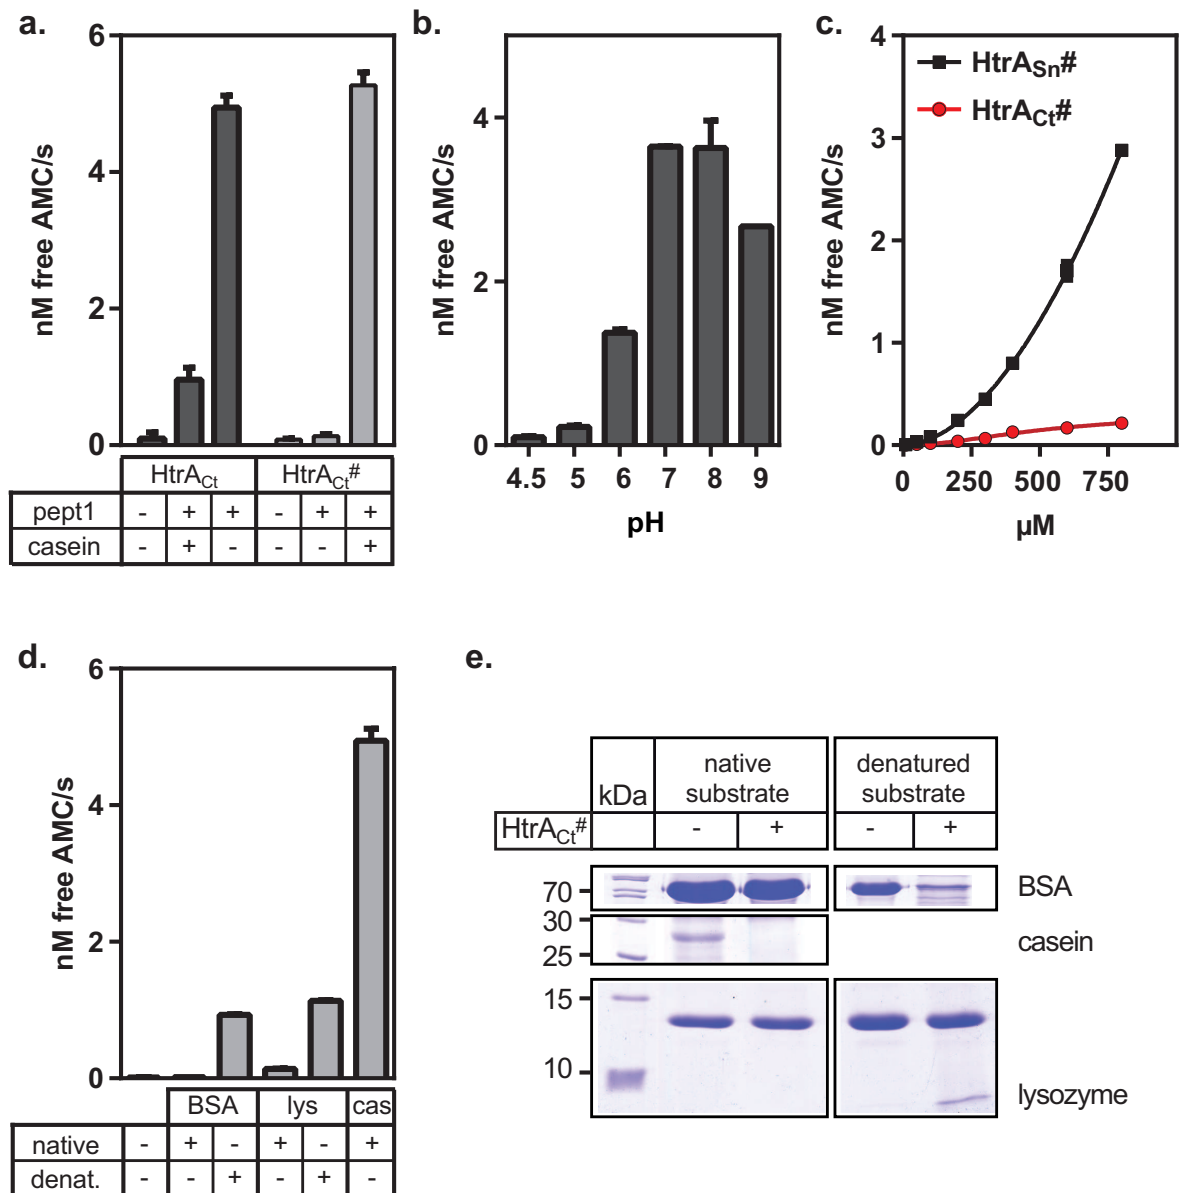 a.
6
4
2
0
nM free AMC/s
HtrACt HtrACt#
pept1 - + + - + +
casein - + - - - +
b.
4
2
0
nM free AMC/s
4.5 5 6 7 8 9
pH
c.
4
3
2
1
0
nM free AMC/s
HtrASn#
HtrACt#
0 250 500 750
µM
d.
6
4
2
0
nM free AMC/s
BSA lys cas
native - + - + - +
denat. - - + - + -
e.
kDa native substrate denatured substrate
HtrACt# - + - +
70 BSA
30
25 casein
15
10
lysozyme